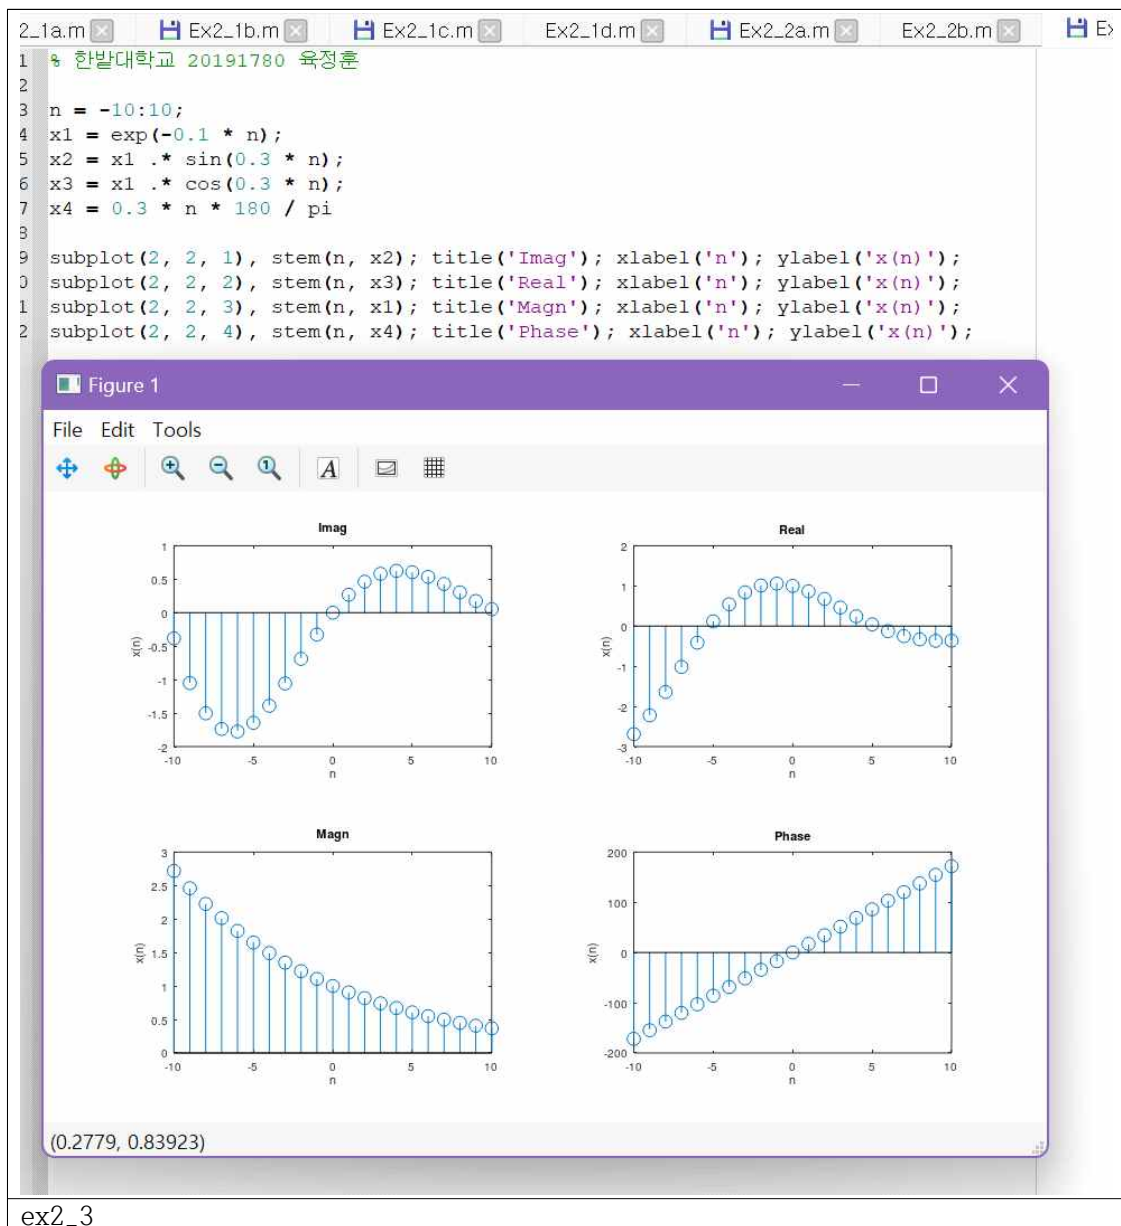 2_1a.m Ex2_1b.m Ex2_1c.m Ex2_1d.m Ex2_2a.m Ex2_2b.m Ex
1 % 한밭대학교 20191780 육정훈
2
3 n = -10:10;
4 x1 = exp(-0.1 * n);
5 x2 = x1 .* sin(0.3 * n);
6 x3 = x1 .* cos(0.3 * n);
7 x4 = 0.3 * n * 180 / pi
8
9 subplot(2, 2, 1), stem(n, x2); title('Imag'); xlabel('n'); ylabel('x(n)');
0 subplot(2, 2, 2), stem(n, x3); title('Real'); xlabel('n'); ylabel('x(n)');
1 subplot(2, 2, 3), stem(n, x1); title('Magn'); xlabel('n'); ylabel('x(n)');
2 subplot(2, 2, 4), stem(n, x4); title('Phase'); xlabel('n'); ylabel('x(n)');
Figure 1
File Edit Tools
A
Imag
1
0.5
0
-0.5
-1
-1.5
-2
x(n)
-10 -5 0 5 10
n
Real
2
1
0
-1
-2
-3
x(n)
-10 -5 0 5 10
n
Magn
3
2.5
2
1.5
1
0.5
0
x(n)
-10 -5 0 5 10
n
Phase
200
100
0
-100
-200
x(n)
-10 -5 0 5 10
n
(0.2779, 0.83923)
ex2_3